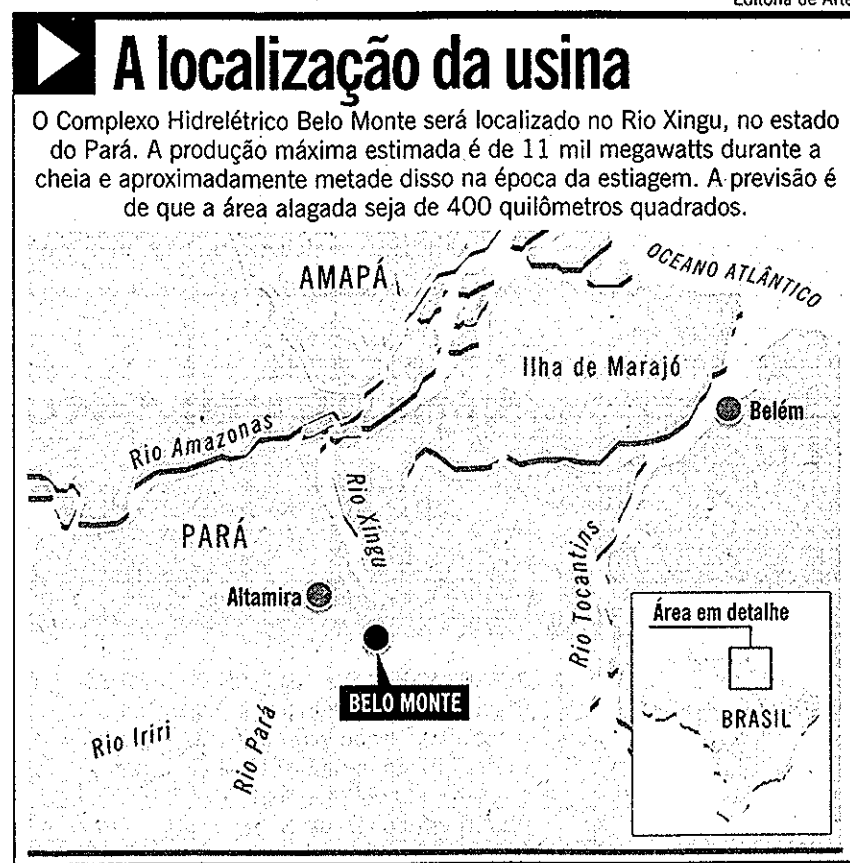 Editoria de Arte
A localização da usina
O Complexo Hidrelétrico Belo Monte será localizado no Rio Xingu, no estado
do Pará. A produção máxima estimada é de 11 mil megawatts durante a
cheia e aproximadamente metade disso na época da estiagem. A previsão é
de que a área alagada seja de 400 quilômetros quadrados.
AMAPÁ
OCEANO ATLÂNTICO
Ilha de Marajó
Belém
Rio Amazonas
Rio Xingu
PARÁ
Rio Tocantins
Altamira
Área em detalhe
BELO MONTE
BRASIL
Rio Iriri
Rio Pará